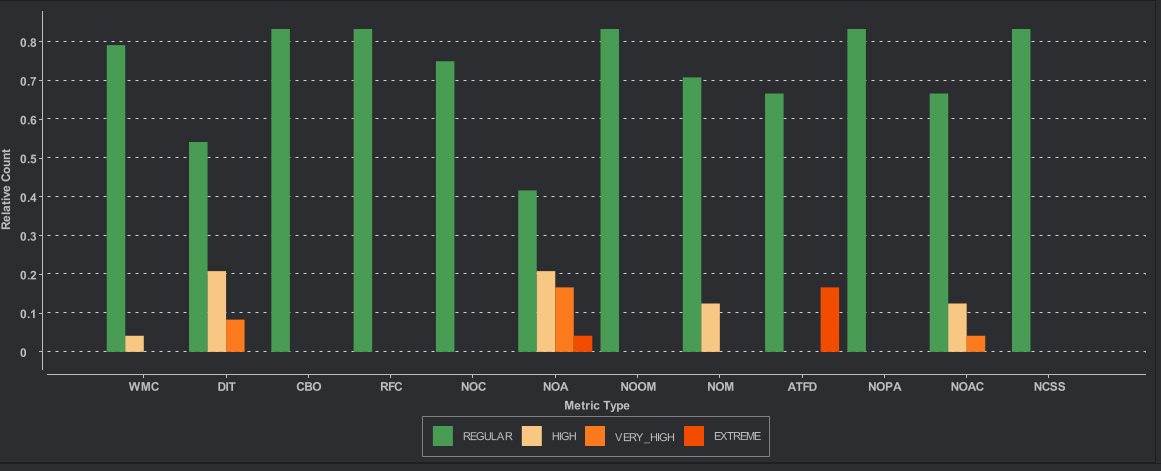 0.8
0.7
0.6
0.5
0.4
0.3
0.2
0.1
0
Relative Count
WMC DIT CBO RFC NOC NOA NOOM NOM ATFD NOPA NOAC NCSS
Metric Type
REGULAR HIGH VERY_HIGH EXTREME